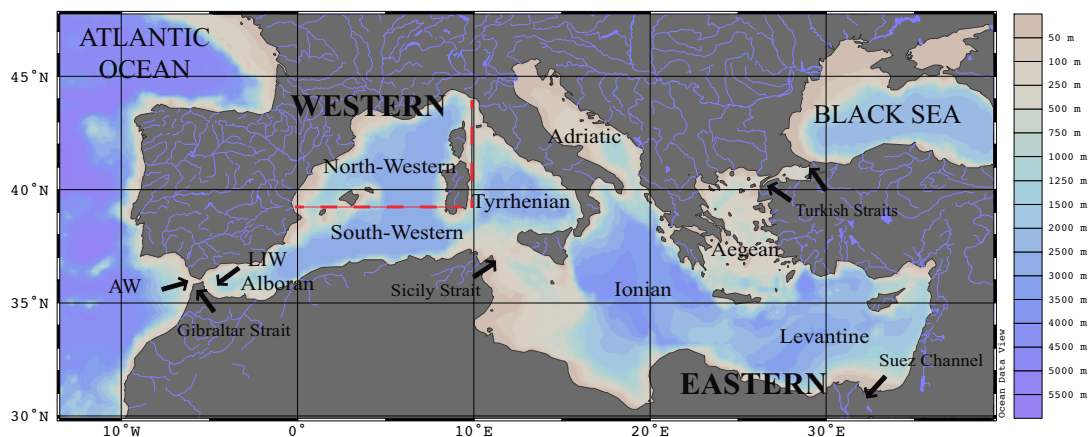 ATLANTIC
OCEAN
WESTERN
BLACK SEA
Adriatic
North-Western
Tyrrhenian
Turkish Straits
South-Western
Aegean
LIW
Alboran
AW
Sicily Strait
Ionian
Gibraltar Strait
Levantine
Suez Channel
EASTERN
45°N
40°N
35°N
30°N
10°W
0°
10°E
20°E
30°E
Ocean Data View
50 m
100 m
250 m
500 m
750 m
1000 m
1500 m
2000 m
2500 m
3000 m
3500 m
4000 m
4500 m
5000 m
5500 m